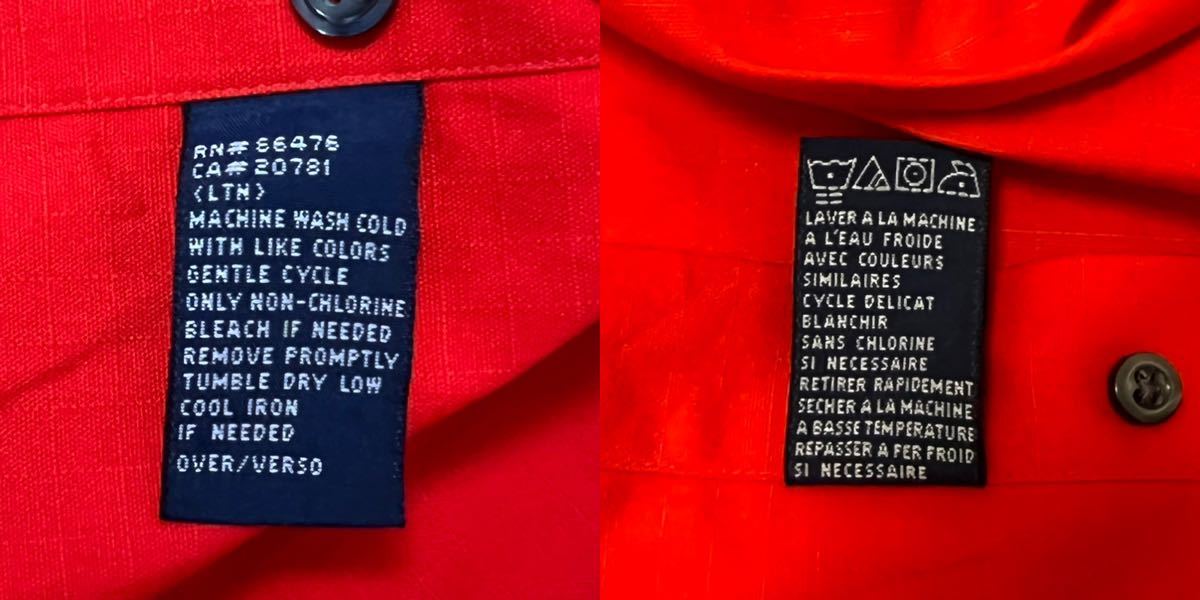 RN# 86476
CA# 20781
(LTN)
MACHINE WASH COLD
WITH LIKE COLORS
GENTLE CYCLE
ONLY NON-CHLORINE
BLEACH IF NEEDED
REMOVE PROMPTLY
TUMBLE DRY LOW
COOL IRON
IF NEEDED
OVER/VERSO
LAVER A LA MACHINE
A L'EAU FROIDE
AVEC COULEURS
SIMILAIRES
CYCLE DELICAT
BLANCHIR
SANS CHLORINE
SI NECESSAIRE
RETIRER RAPIDEMENT
SECHER A LA MACHINE
A BASSE TEMPERATURE
REPASSER A FER FROID
SI NECESSAIRE